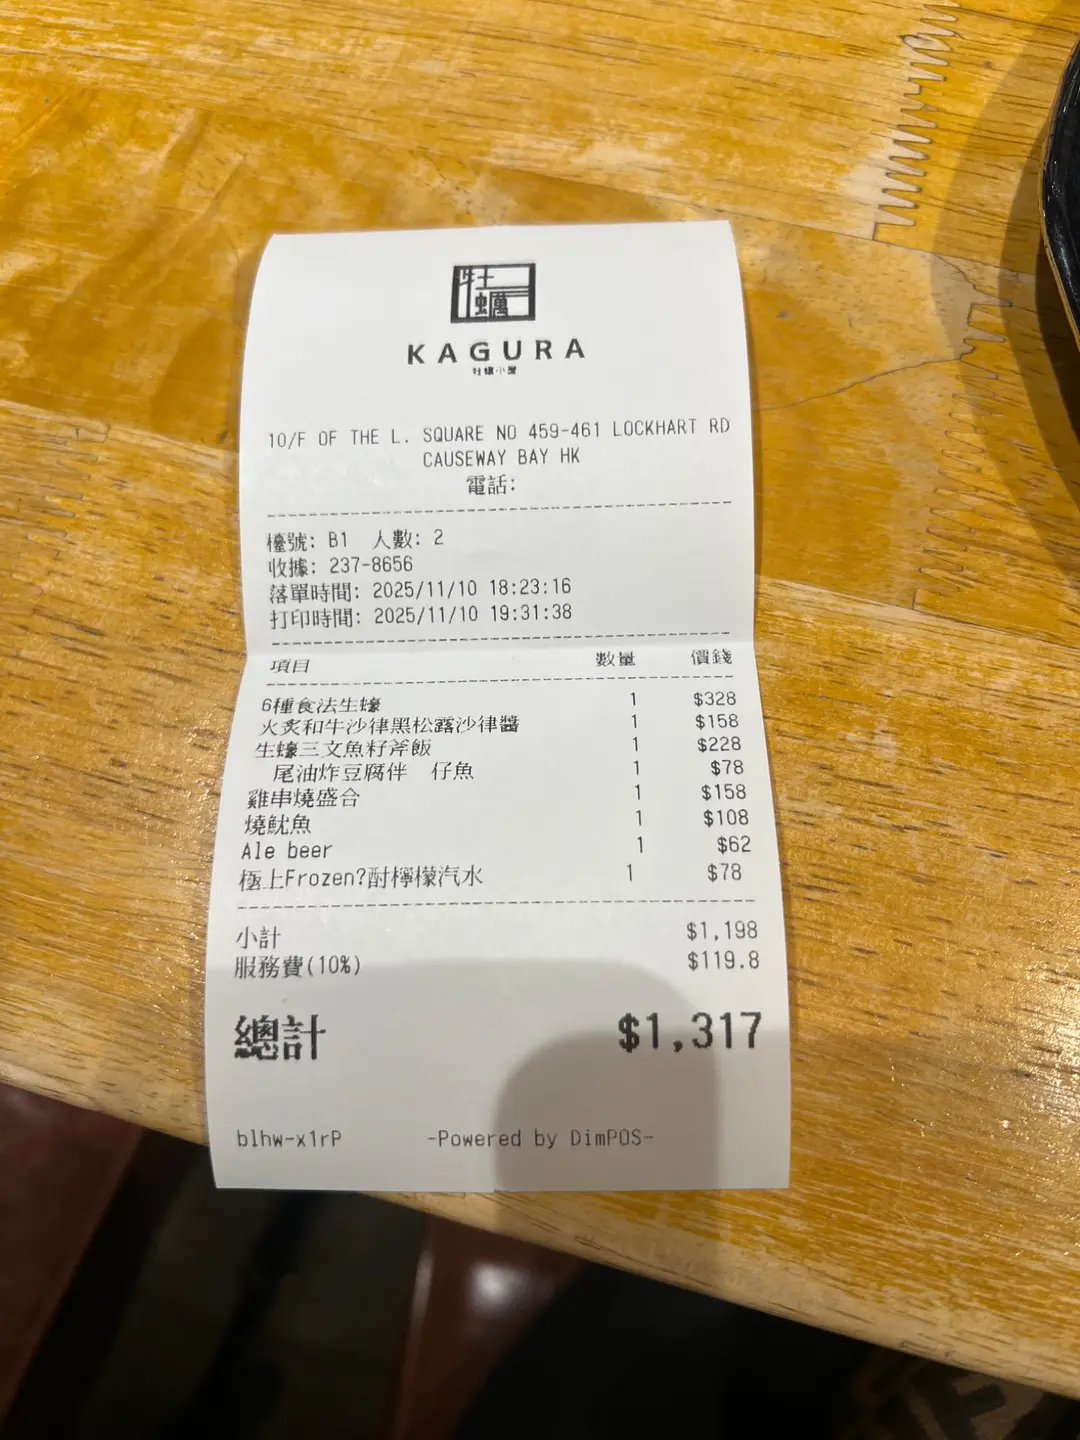 牡蠣
KAGURA
牡蠣小屋
10/F OF THE L. SQUARE NO 459-461 LOCKHART RD
CAUSEWAY BAY HK
電話:
檯號: B1 人數: 2
收據: 237-8656
落單時間: 2025/11/10 18:23:16
打印時間: 2025/11/10 19:31:38
項目 數量 價錢
6種食法生蠔 1 $328
火炙和牛沙律黑松露沙律醬 1 $158
生蠔三文魚籽斧飯 1 $228
尾油炸豆腐伴 仔魚 1 $78
雞串燒盛合 1 $158
燒魷魚 1 $108
Ale beer 1 $62
極上Frozen?酎檸檬汽水 1 $78
小計 $1,198
服務費(10%) $119.8
總計 $1,317
blhw-x1rP -Powered by DimPOS-